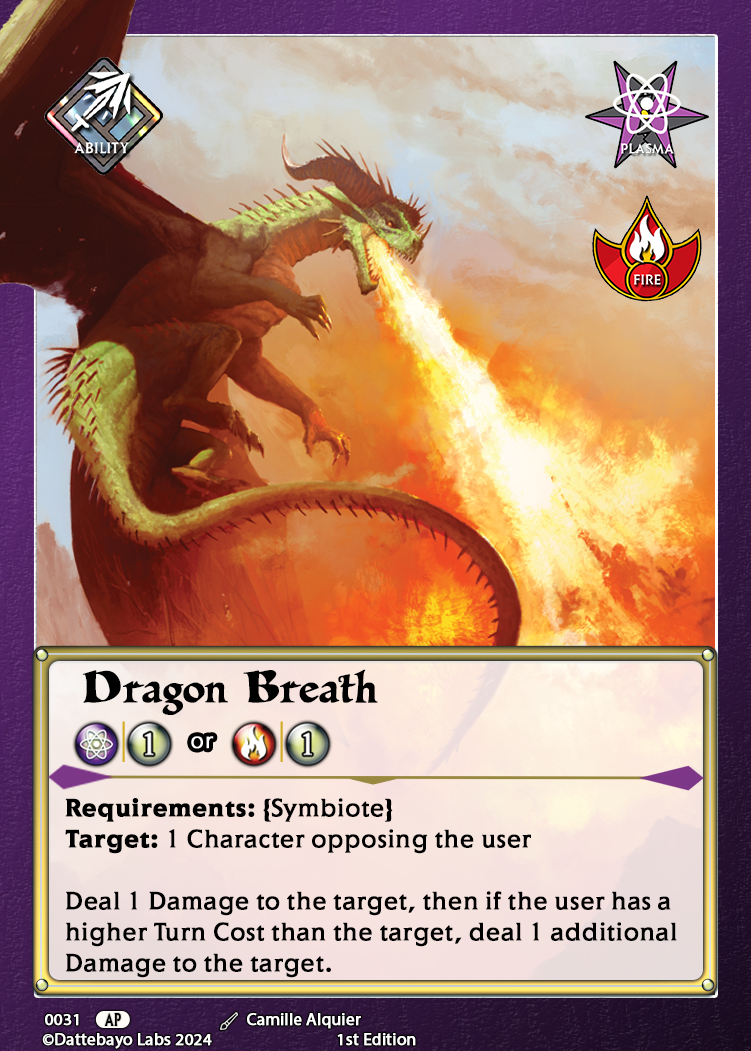 ABILITY
PLASMA
FIRE
Dragon Breath
1 or 1
Requirements: {Symbiote}
Target: 1 Character opposing the user
Deal 1 Damage to the target, then if the user has a
higher Turn Cost than the target, deal 1 additional
Damage to the target.
0031 AP Camille Alquier
©Dattebayo Labs 2024 1st Edition